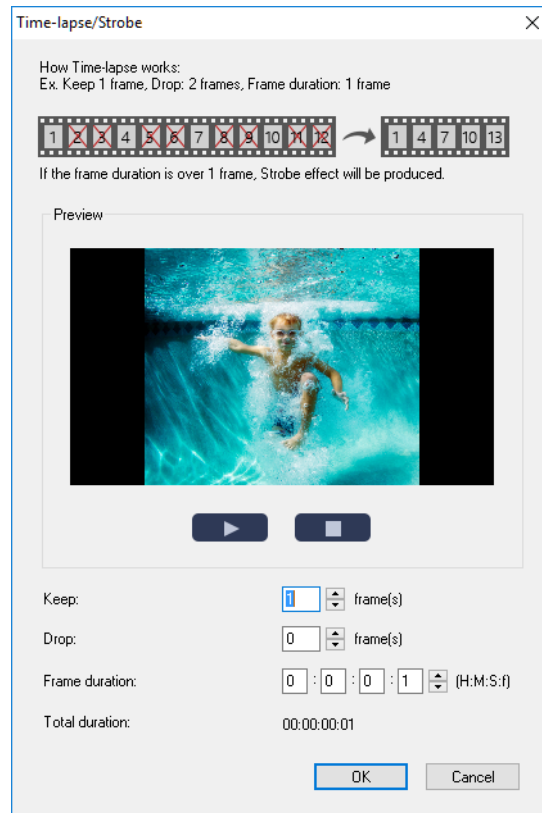 Time-lapse/Strobe
How Time-lapse works:
Ex. Keep 1 frame, Drop: 2 frames, Frame duration: 1 frame
1 2 3 4 5 6 7 8 9 10 11 12 1 4 7 10 13
If the frame duration is over 1 frame, Strobe effect will be produced.
Preview
Keep: 1 frame(s)
Drop: 0 frame(s)
Frame duration: 0 : 0 : 0 : 1 (H:M:S:f)
Total duration: 00:00:00:01
OK Cancel